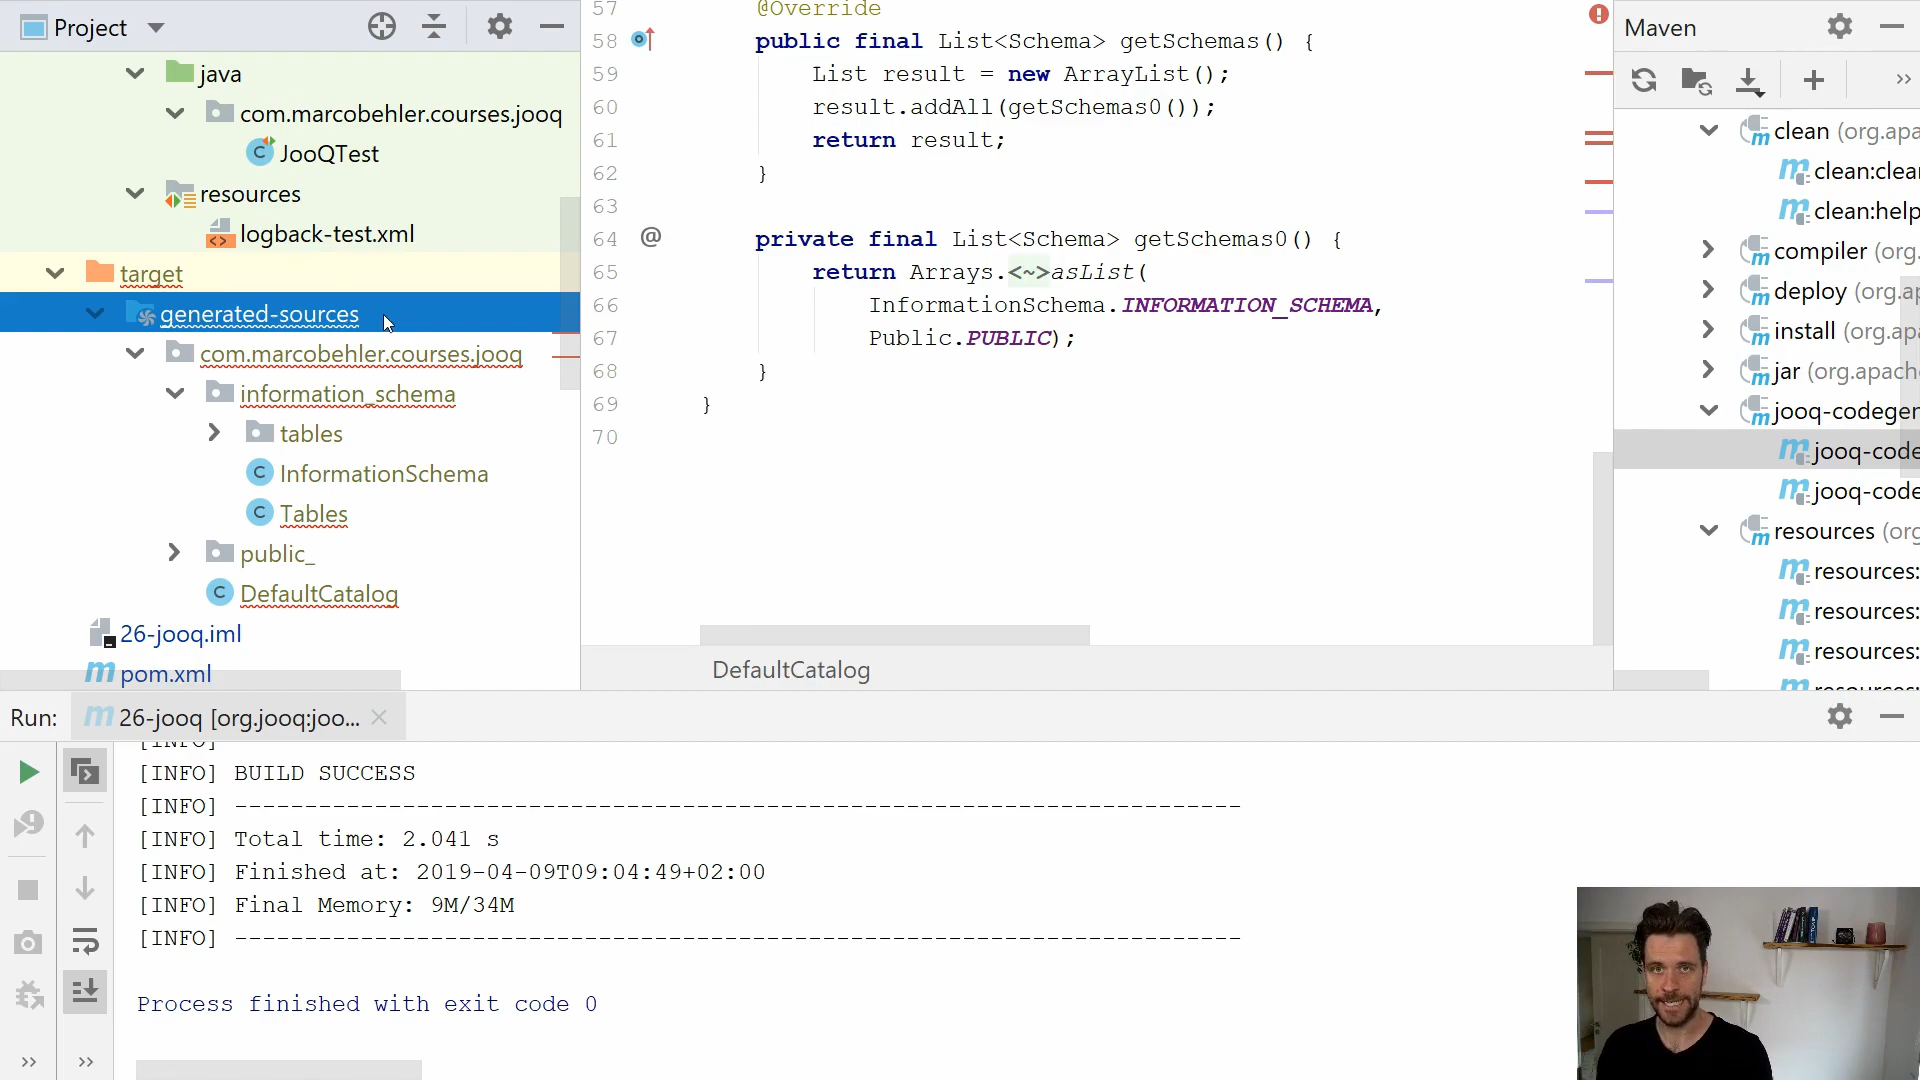 Project
java
com.marcobehler.courses.jooq
JooQTest
resources
logback-test.xml
target
generated-sources
com.marcobehler.courses.jooq
information_schema
tables
InformationSchema
Tables
public_
DefaultCatalog
26-jooq.iml
pom.xml
57 @Override
58 public final List<Schema> getSchemas() {
59 List result = new ArrayList();
60 result.addAll(getSchemas0());
61 return result;
62 }
63
64 @ private final List<Schema> getSchemas0() {
65 return Arrays.<~>asList(
66 InformationSchema.INFORMATION_SCHEMA,
67 Public.PUBLIC);
68 }
69 }
70
DefaultCatalog
Maven
clean (org.apa
clean:clea
clean:help
compiler (org.
deploy (org.a
install (org.a
jar (org.apach
jooq-codeger
jooq-code
jooq-code
resources (org
resources:
resources:
resources:
resources:
Run: 26-jooq [org.jooq:joo...
[INFO]
[INFO] BUILD SUCCESS
[INFO] ------------------------------------------------------------------------
[INFO] Total time: 2.041 s
[INFO] Finished at: 2019-04-09T09:04:49+02:00
[INFO] Final Memory: 9M/34M
[INFO] ------------------------------------------------------------------------
Process finished with exit code 0